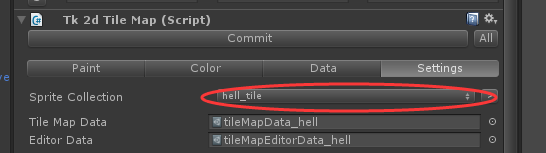 Tk 2d Tile Map (Script)
Commit All
Paint Color Data Settings
Sprite Collection hell_tile
Tile Map Data tileMapData_hell
Editor Data tileMapEditorData_hell